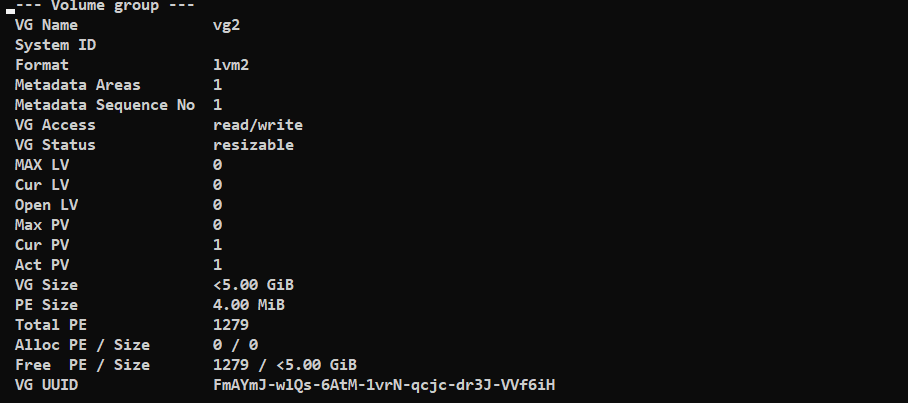 --- Volume group ---
VG Name               vg2
System ID
Format                lvm2
Metadata Areas        1
Metadata Sequence No  1
VG Access             read/write
VG Status             resizable
MAX LV                0
Cur LV                0
Open LV               0
Max PV                0
Cur PV                1
Act PV                1
VG Size               <5.00 GiB
PE Size               4.00 MiB
Total PE              1279
Alloc PE / Size       0 / 0
Free  PE / Size       1279 / <5.00 GiB
VG UUID               FmAYmJ-wlQs-6AtM-1vrN-qcjc-dr3J-VVf6iH